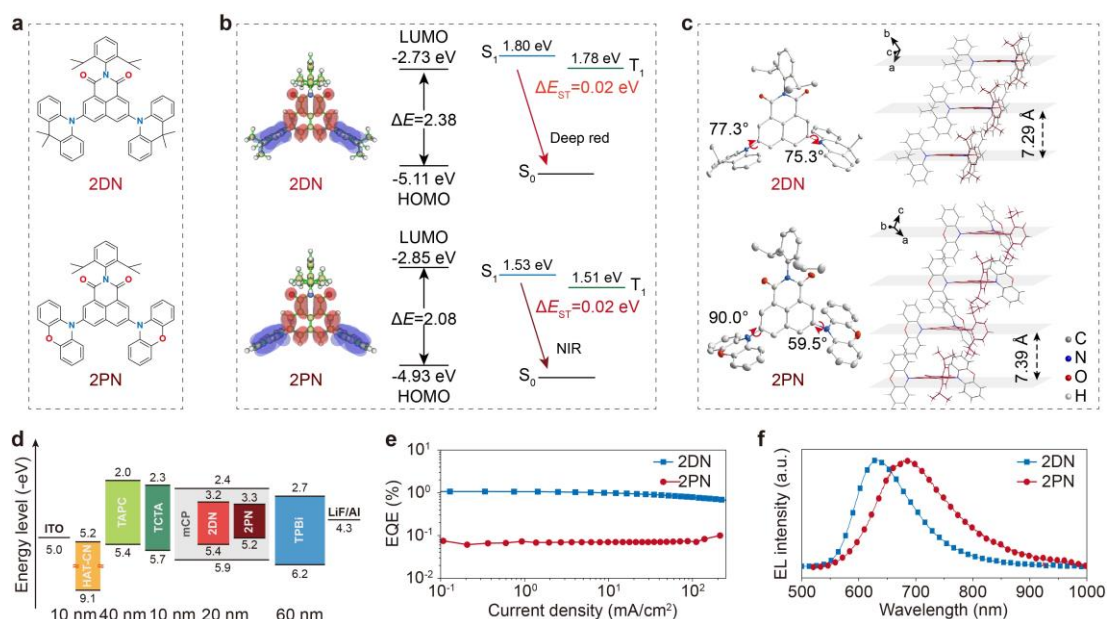 a
N
O
O
N
N
2DN
N
O
O
N
N
O
O
2PN
b
2DN
LUMO
-2.73 eV
ΔE=2.38
-5.11 eV
HOMO
S1
1.80 eV
1.78 eV
T1
ΔEST=0.02 eV
Deep red
S0
2PN
LUMO
-2.85 eV
ΔE=2.08
-4.93 eV
HOMO
S1
1.53 eV
1.51 eV
T1
ΔEST=0.02 eV
NIR
S0
c
77.3°
75.3°
2DN
b
c
a
7.29 Å
90.0°
59.5°
2PN
c
b
a
7.39 Å
C
N
O
H
d
Energy level (-eV)
ITO
5.0
5.2
HAT-CN
9.1
2.0
TAPC
5.4
2.3
TCTA
5.7
2.4
mCP
3.2
2DN
5.4
3.3
2PN
5.2
5.9
2.7
TPBi
6.2
LiF/Al
4.3
10 nm 40 nm 10 nm 20 nm 60 nm
e
EQE (%)
10^1
10^0
10^-1
10^-2
2DN
2PN
10^-1 10^0 10^1 10^2
Current density (mA/cm²)
f
EL intensity (a.u.)
2DN
2PN
500 600 700 800 900 1000
Wavelength (nm)